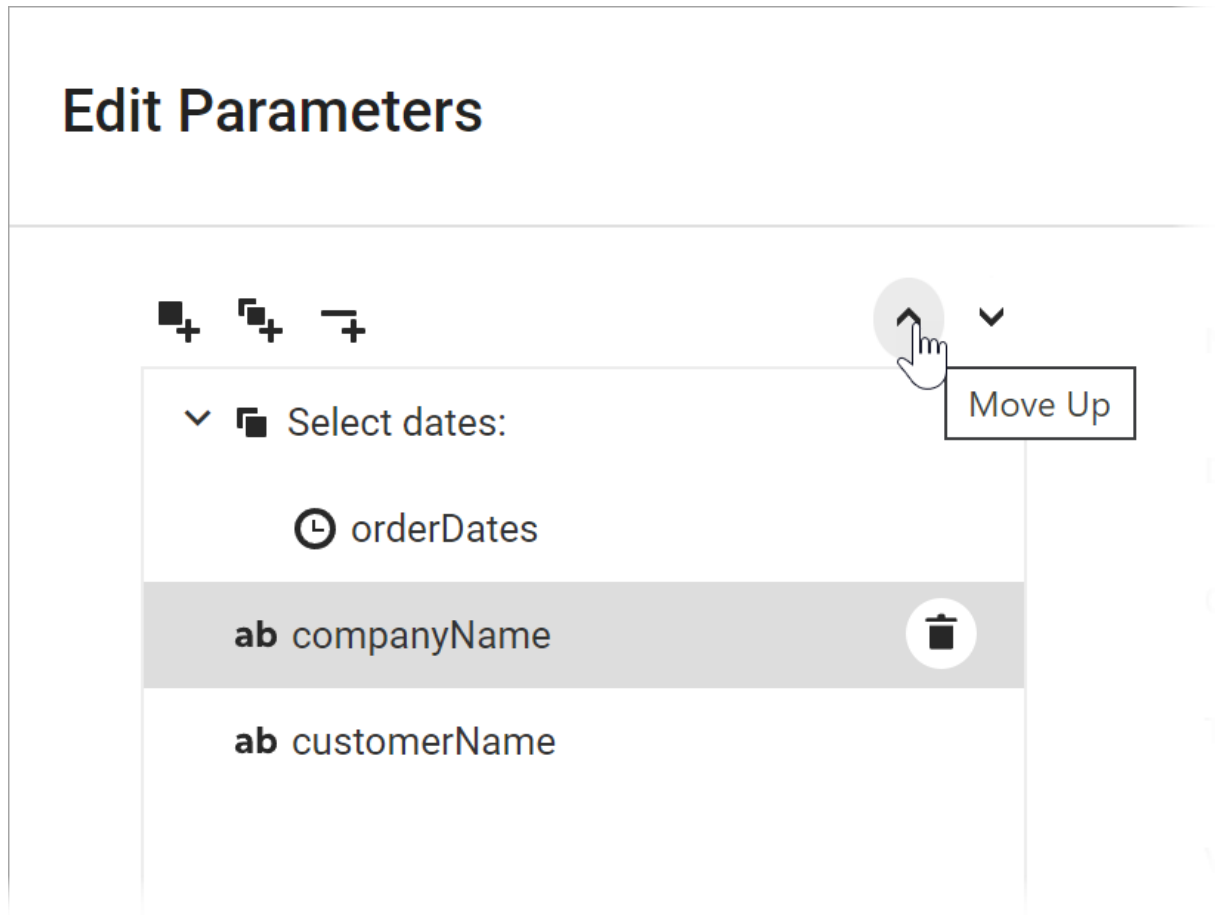 Edit Parameters
Move Up
Select dates:
orderDates
ab companyName
ab customerName